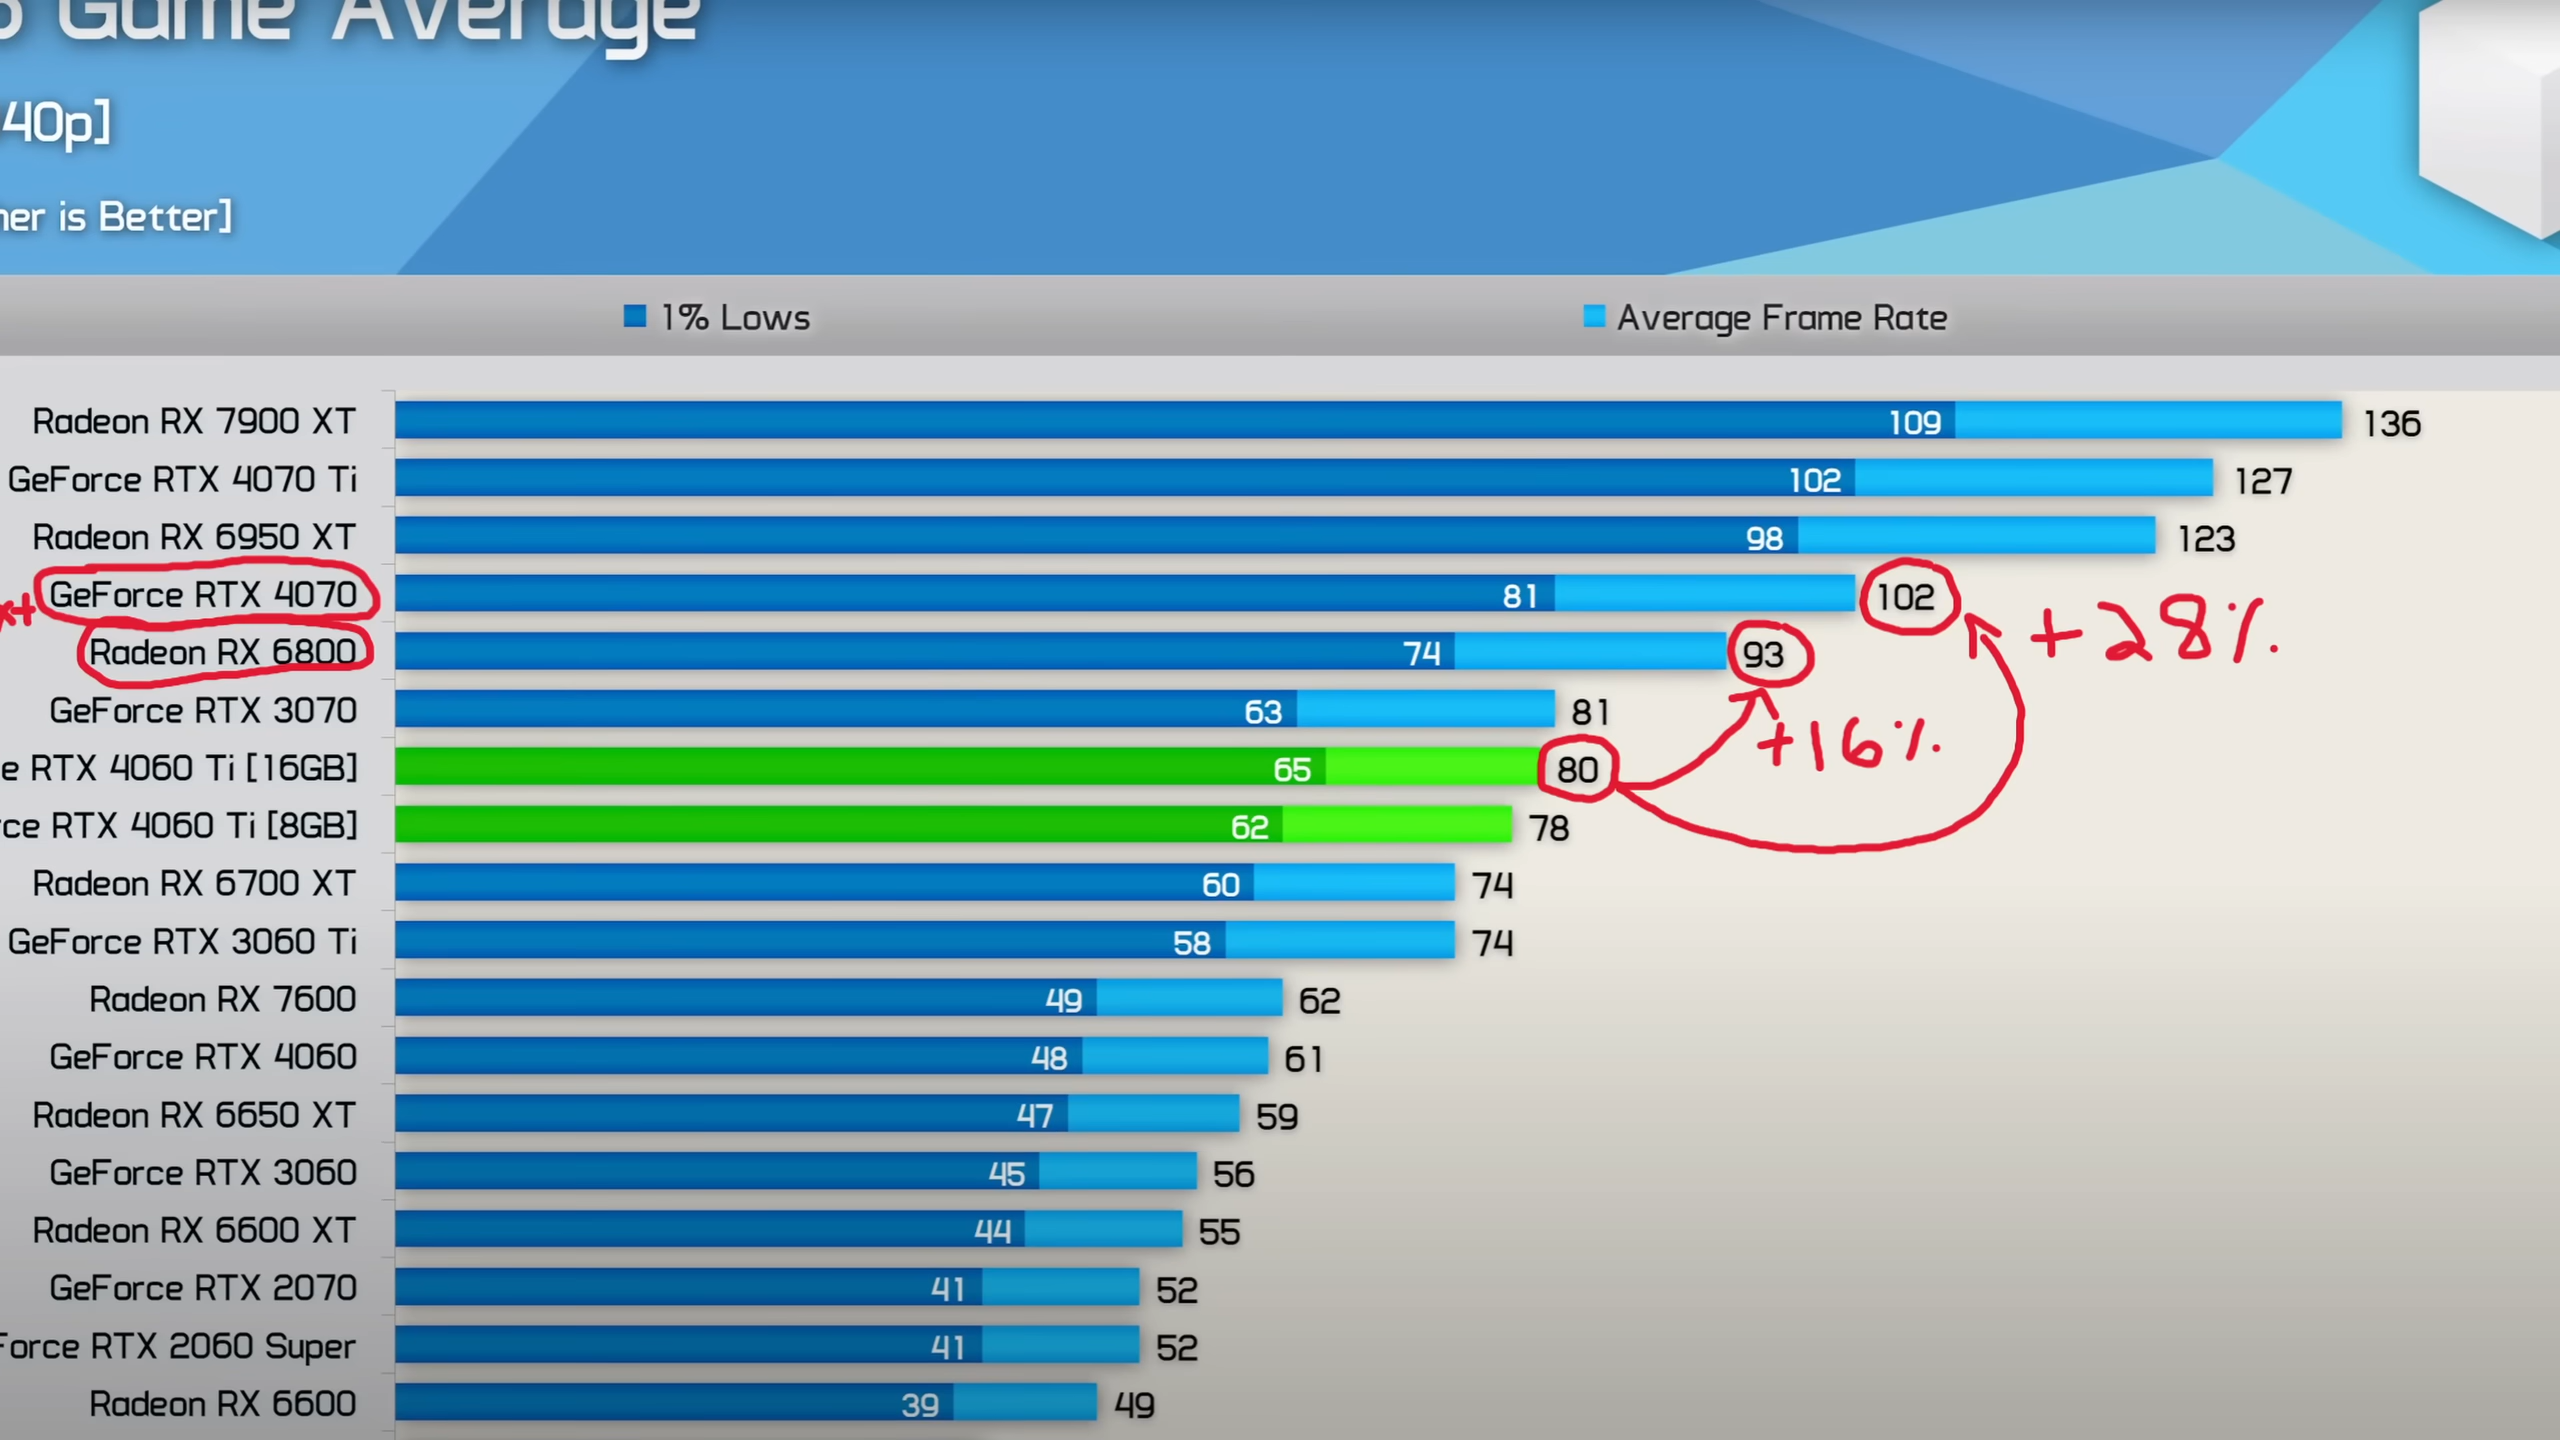 Game Average
40p]
is Better]
1% Lows Average Frame Rate
Radeon RX 7900 XT 109 136
GeForce RTX 4070 Ti 102 127
Radeon RX 6950 XT 98 123
GeForce RTX 4070 81 102
+28%.
Radeon RX 6800 74 93
GeForce RTX 3070 63 81
+16%.
RTX 4060 Ti [16GB] 65 80
RTX 4060 Ti [8GB] 62 78
Radeon RX 6700 XT 60 74
GeForce RTX 3060 Ti 58 74
Radeon RX 7600 49 62
GeForce RTX 4060 48 61
Radeon RX 6650 XT 47 59
GeForce RTX 3060 45 56
Radeon RX 6600 XT 44 55
GeForce RTX 2070 41 52
Force RTX 2060 Super 41 52
Radeon RX 6600 39 49